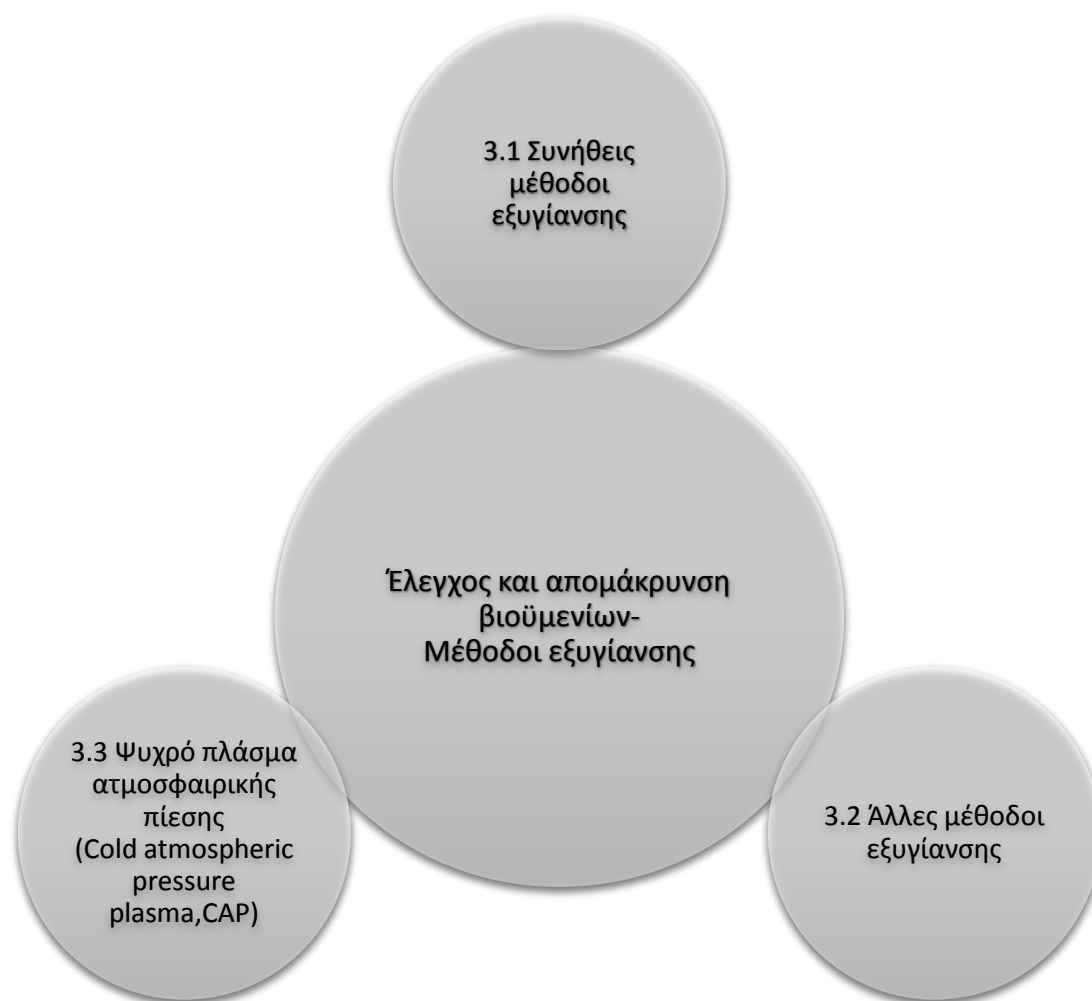 3.1 Συνήθεις
μέθοδοι
εξυγίανσης
Έλεγχος και απομάκρυνση
βιοϋμενίων-
Μέθοδοι εξυγίανσης
3.3 Ψυχρό πλάσμα
ατμοσφαιρικής
πίεσης
(Cold atmospheric
pressure
plasma,CAP)
3.2 Άλλες μέθοδοι
εξυγίανσης